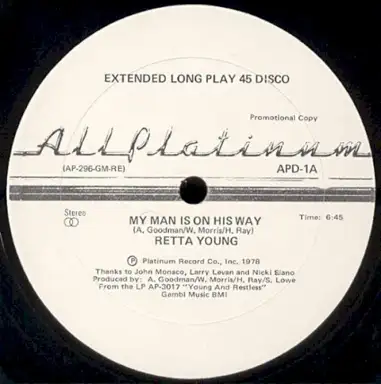 EXTENDED LONG PLAY 45 DISCO
Promotional Copy
All Platinum
(AP-296-GM-RE)
APD-1A
Stereo
MY MAN IS ON HIS WAY
Time: 6:45
(A. Goodman/W. Morris/H. Ray)
RETTA YOUNG
Ⓟ Platinum Record Co., Inc. 1978
Thanks to John Monaco, Larry Levan and Nicki Siano
Produced by: A. Goodman/W. Morris/H. Ray/S. Lowe
From the LP AP-3017 "Young And Restless"
Gambi Music BMI